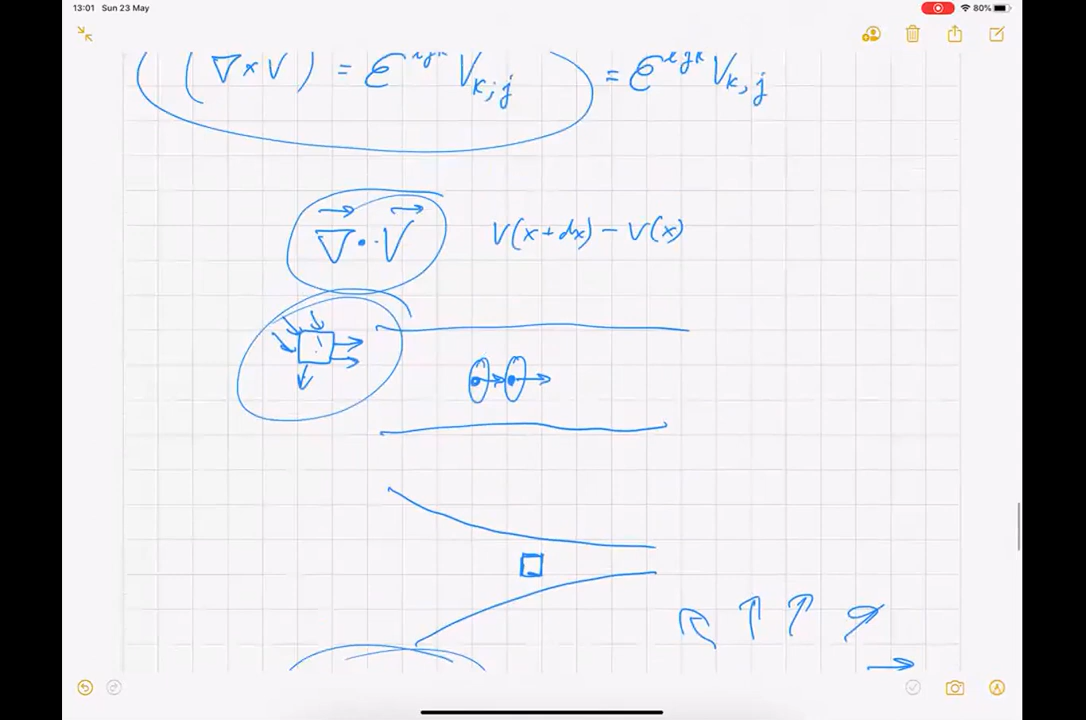 13:01 Sun 23 May
80%
(∇ × V) = ε^{ijk} V_{k;j} = ε^{ijk} V_{k,j}
∇ · V V(x+dx) − V(x)